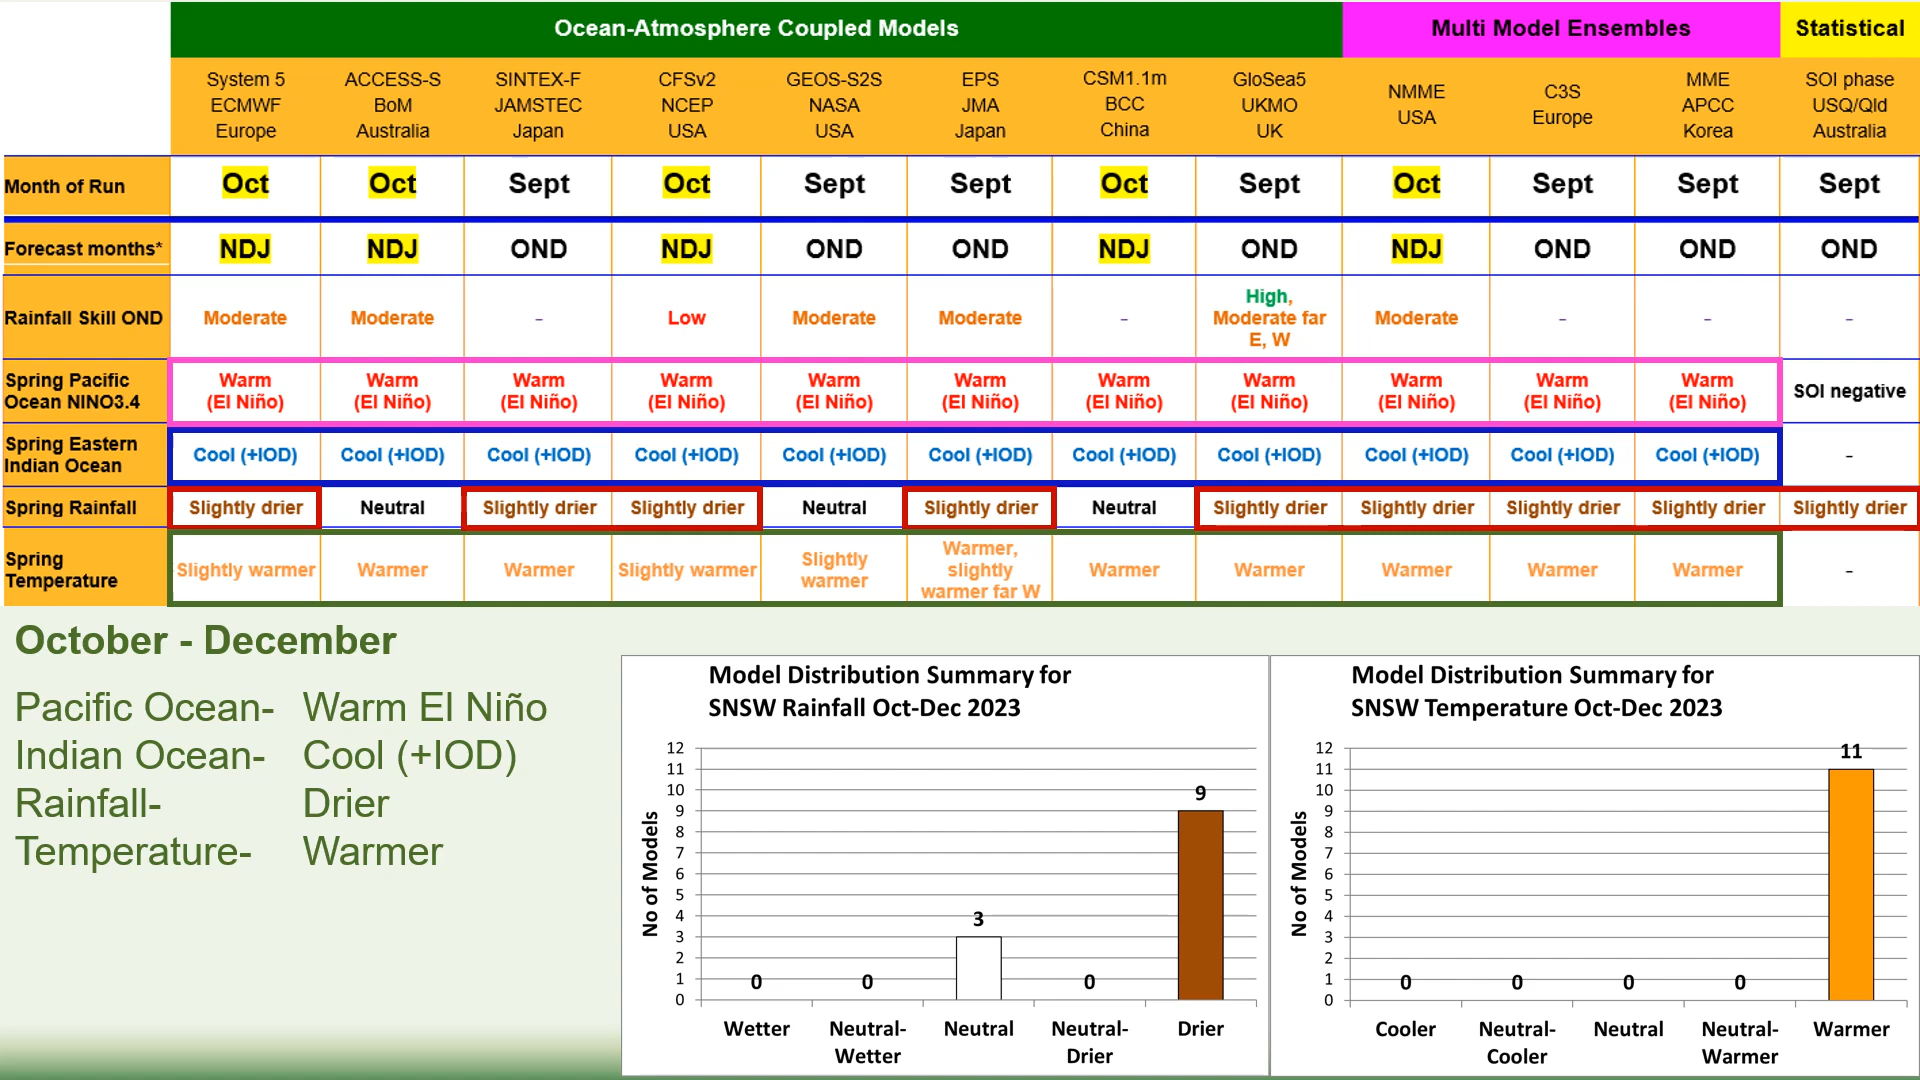 Ocean-Atmosphere Coupled Models Multi Model Ensembles Statistical
System 5 ACCESS-S SINTEX-F CFSv2 GEOS-S2S EPS CSM1.1m GloSea5 NMME C3S MME SOI phase
ECMWF BoM JAMSTEC NCEP NASA JMA BCC UKMO USA Europe APCC USQ/Qld
Europe Australia Japan USA USA Japan China UK Korea Australia
Month of Run Oct Oct Sept Oct Sept Sept Oct Sept Oct Sept Sept Sept
Forecast months* NDJ NDJ OND NDJ OND OND NDJ OND NDJ OND OND OND
Rainfall Skill OND Moderate Moderate - Low Moderate Moderate - High, Moderate - - -
Moderate far
E, W
Spring Pacific Warm Warm Warm Warm Warm Warm Warm Warm Warm Warm Warm SOI negative
Ocean NINO3.4 (El Niño) (El Niño) (El Niño) (El Niño) (El Niño) (El Niño) (El Niño) (El Niño) (El Niño) (El Niño) (El Niño)
Spring Eastern
Indian Ocean Cool (+IOD) Cool (+IOD) Cool (+IOD) Cool (+IOD) Cool (+IOD) Cool (+IOD) Cool (+IOD) Cool (+IOD) Cool (+IOD) Cool (+IOD) Cool (+IOD) -
Spring Rainfall Slightly drier Neutral Slightly drier Slightly drier Neutral Slightly drier Neutral Slightly drier Slightly drier Slightly drier Slightly drier Slightly drier
Spring Slightly warmer Warmer Warmer Slightly warmer Slightly Warmer, Warmer Warmer Warmer Warmer Warmer -
Temperature warmer slightly
warmer far W
October - December
Pacific Ocean- Warm El Niño
Indian Ocean- Cool (+IOD)
Rainfall- Drier
Temperature- Warmer
Model Distribution Summary for
SNSW Rainfall Oct-Dec 2023
No of Models
12
11
10
9
8
7
6
5
4
3
2
1
0
0 0 3 0 9
Wetter Neutral- Neutral Neutral- Drier
Wetter Drier
Model Distribution Summary for
SNSW Temperature Oct-Dec 2023
No of Models
12
11
10
9
8
7
6
5
4
3
2
1
0
0 0 0 0 11
Cooler Neutral- Neutral Neutral- Warmer
Cooler Warmer